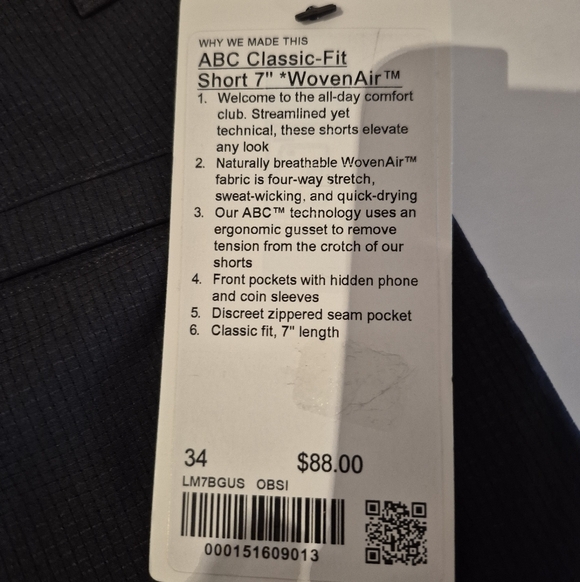 WHY WE MADE THIS
ABC Classic-Fit
Short 7" *WovenAir™
1. Welcome to the all-day comfort
club. Streamlined yet
technical, these shorts elevate
any look
2. Naturally breathable WovenAir™
fabric is four-way stretch,
sweat-wicking, and quick-drying
3. Our ABC™ technology uses an
ergonomic gusset to remove
tension from the crotch of our
shorts
4. Front pockets with hidden phone
and coin sleeves
5. Discreet zippered seam pocket
6. Classic fit, 7" length
34 $88.00
LM7BGUS OBSI
000151609013